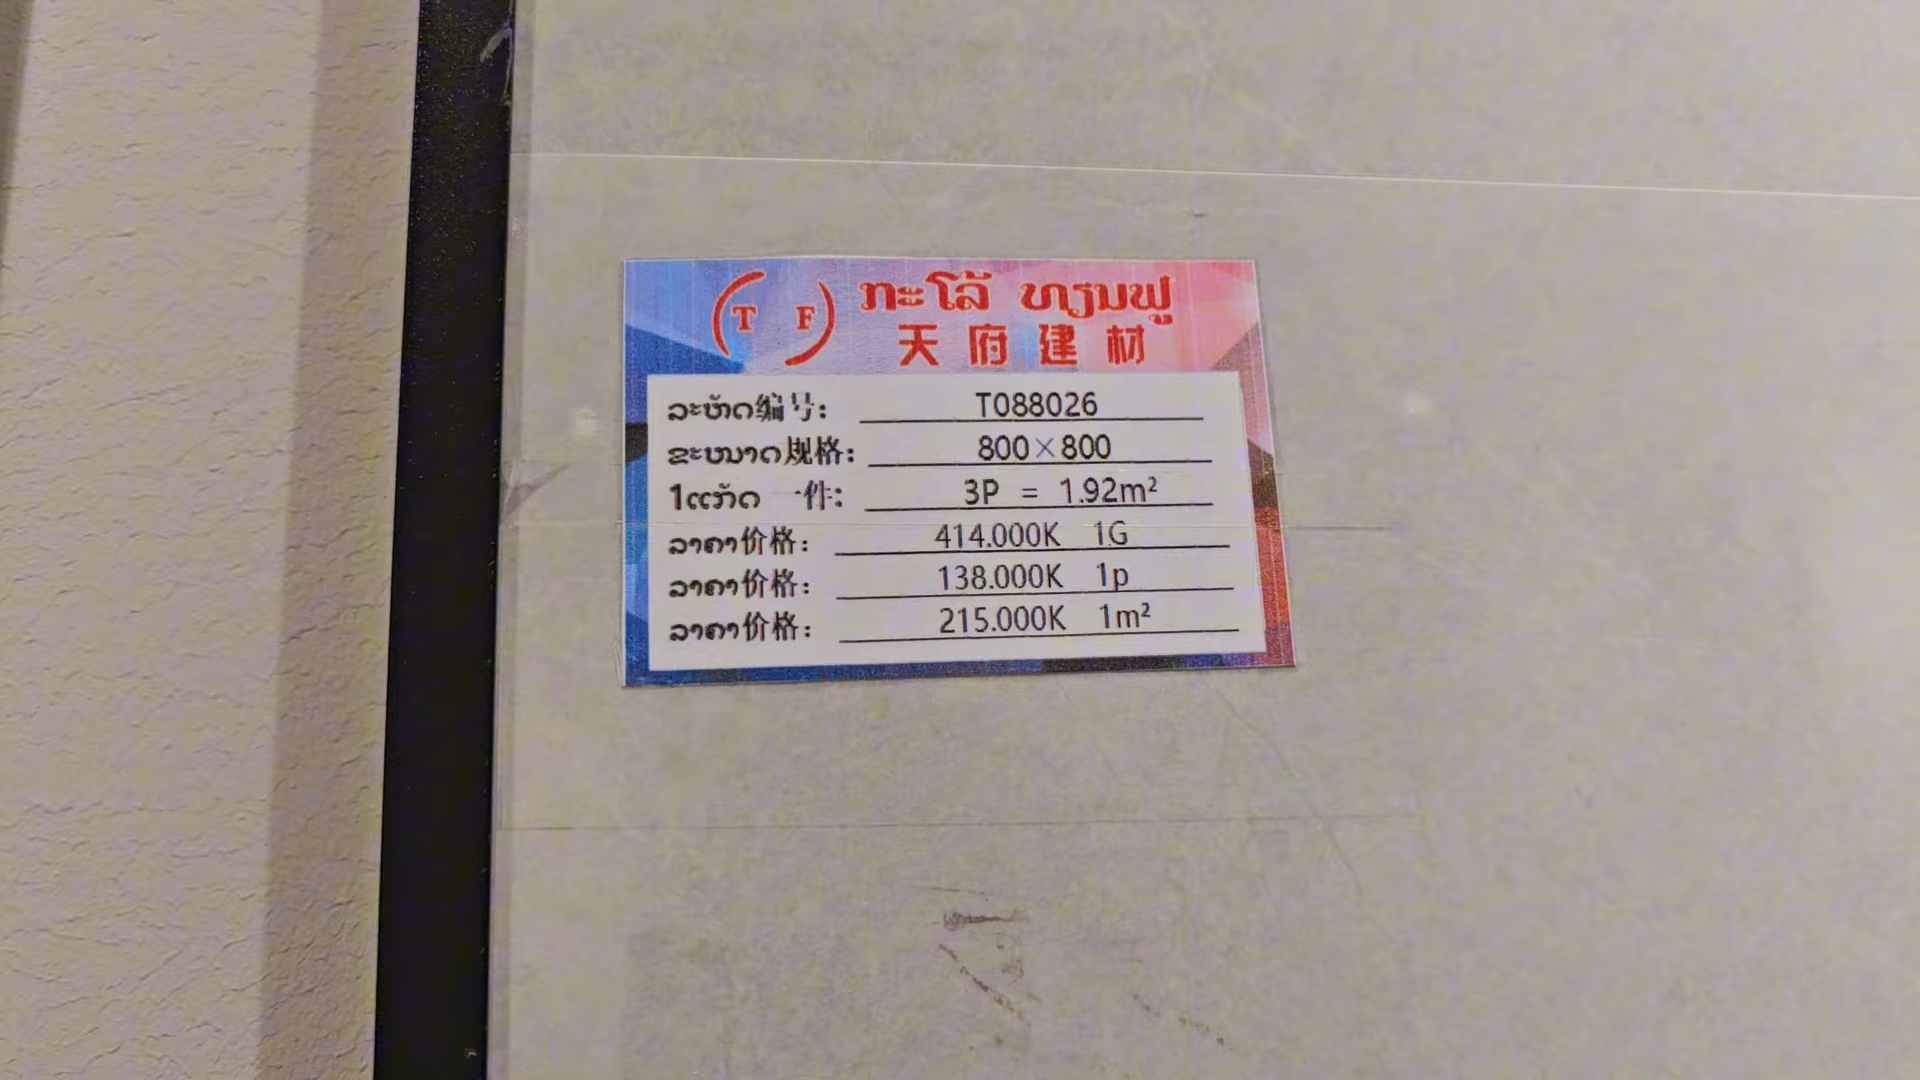 T F
ກະໂລ້ ທຽນຟູ
天府建材
ລະຫັດ编号: T088026
ຂະໜາດ规格: 800×800
1ແກັດ 一件: 3P = 1.92m²
ລາຄາ价格: 414.000K 1G
ລາຄາ价格: 138.000K 1p
ລາຄາ价格: 215.000K 1m²